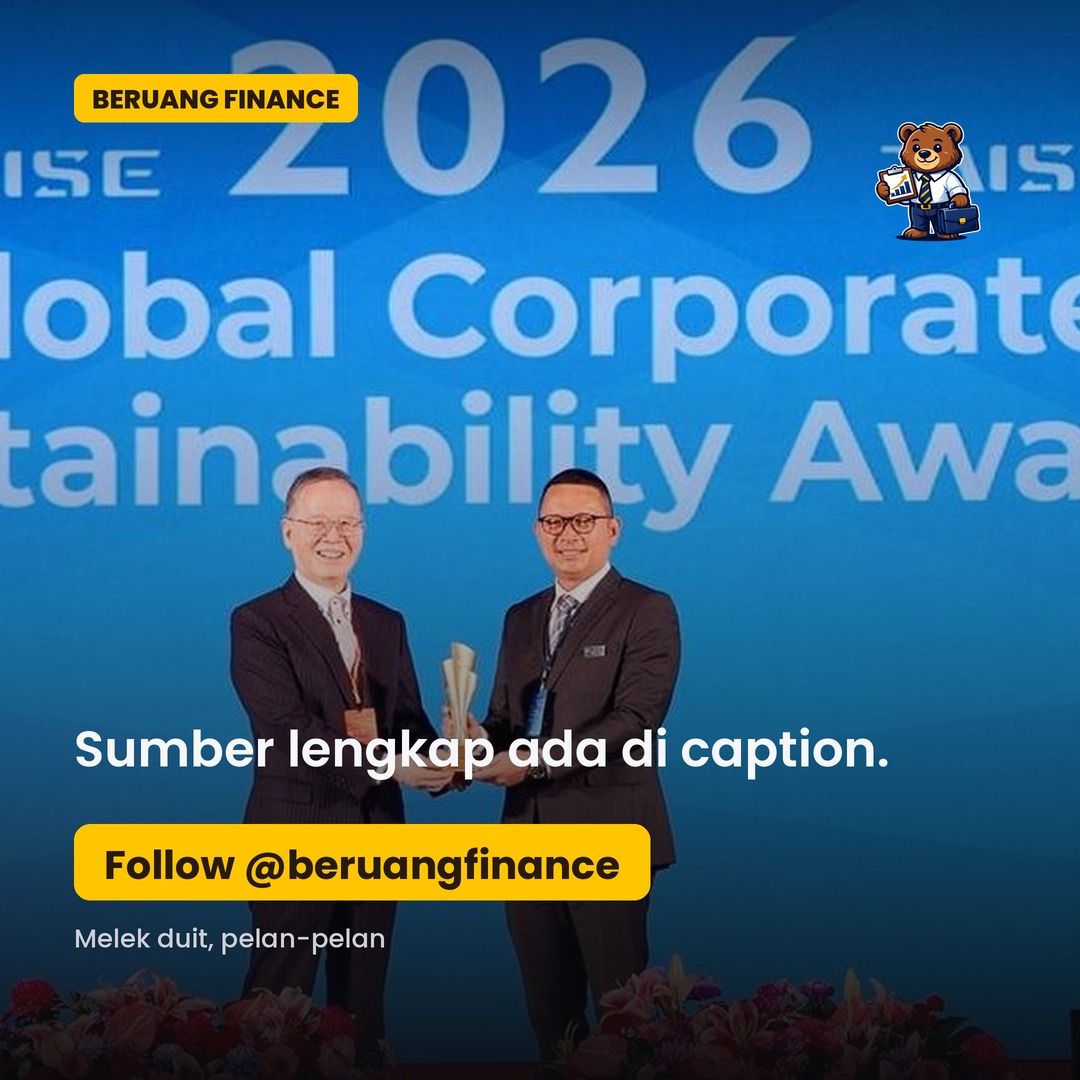 2026
BERUANG FINANCE
ISE
AIS
lobal Corporate
tainability Awa
Sumber lengkap ada di caption.
Follow @beruangfinance
Melek duit, pelan-pelan